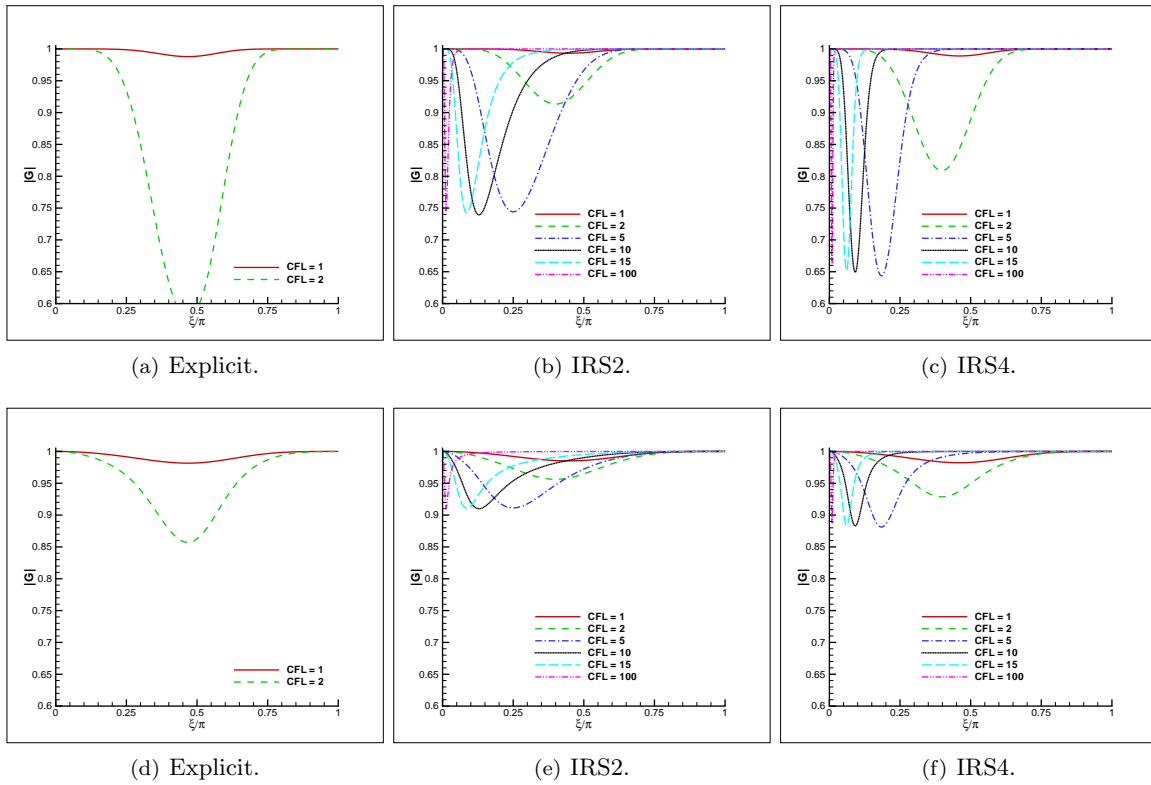 1
0.95
0.9
0.85
0.8
0.75
0.7
0.65
0.6
|G|
0 0.25 0.5 0.75 1
ξ/π
CFL = 1
CFL = 2
(a) Explicit.
1
0.95
0.9
0.85
0.8
0.75
0.7
0.65
0.6
|G|
0 0.25 0.5 0.75 1
ξ/π
CFL = 1
CFL = 2
CFL = 5
CFL = 10
CFL = 15
CFL = 100
(b) IRS2.
1
0.95
0.9
0.85
0.8
0.75
0.7
0.65
0.6
|G|
0 0.25 0.5 0.75 1
ξ/π
CFL = 1
CFL = 2
CFL = 5
CFL = 10
CFL = 15
CFL = 100
(c) IRS4.
1
0.95
0.9
0.85
0.8
0.75
0.7
0.65
0.6
|G|
0 0.25 0.5 0.75 1
ξ/π
CFL = 1
CFL = 2
(d) Explicit.
1
0.95
0.9
0.85
0.8
0.75
0.7
0.65
0.6
|G|
0 0.25 0.5 0.75 1
ξ/π
CFL = 1
CFL = 2
CFL = 5
CFL = 10
CFL = 15
CFL = 100
(e) IRS2.
1
0.95
0.9
0.85
0.8
0.75
0.7
0.65
0.6
|G|
0 0.25 0.5 0.75 1
ξ/π
CFL = 1
CFL = 2
CFL = 5
CFL = 10
CFL = 15
CFL = 100
(f) IRS4.